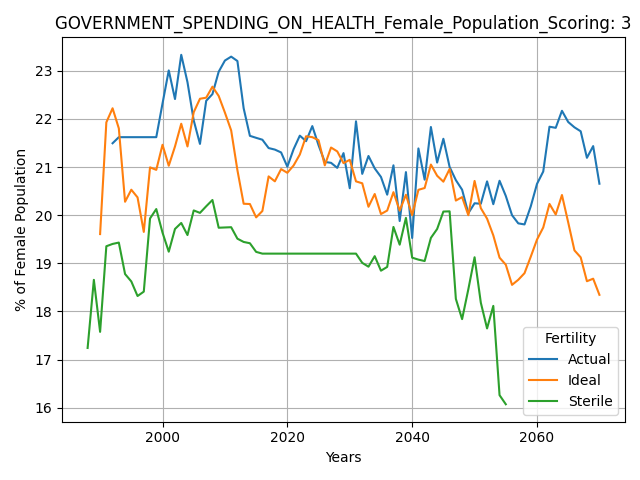 GOVERNMENT_SPENDING_ON_HEALTH_Female_Population_Scoring: 3
% of Female Population
23
22
21
20
19
18
17
16
Fertility
Actual
Ideal
Sterile
2000
2020
2040
2060
Years